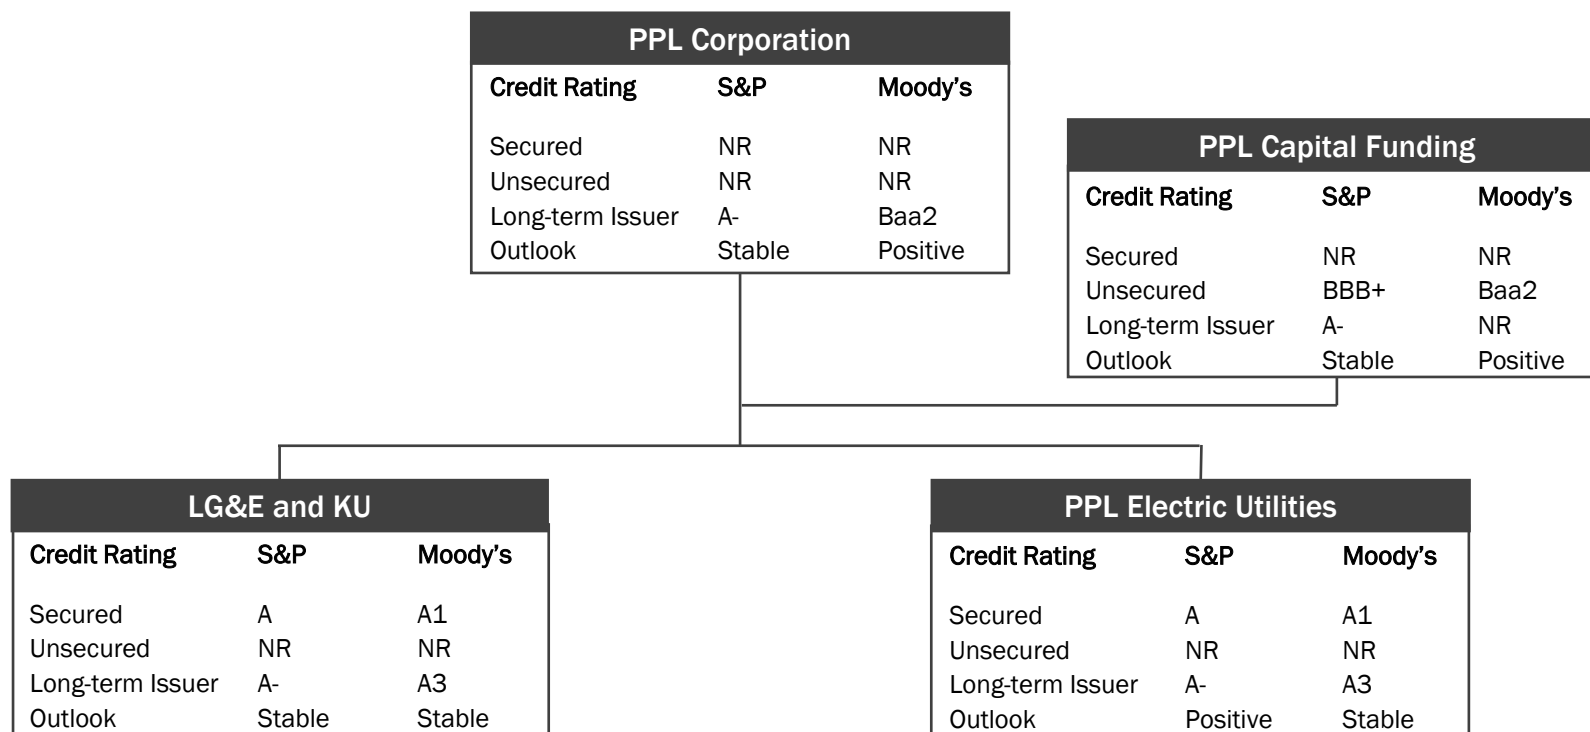 PPL Corporation
Credit Rating S&P Moody's
Secured NR NR
Unsecured NR NR
Long-term Issuer A- Baa2
Outlook Stable Positive
PPL Capital Funding
Credit Rating S&P Moody's
Secured NR NR
Unsecured BBB+ Baa2
Long-term Issuer A- NR
Outlook Stable Positive
LG&E and KU
Credit Rating S&P Moody's
Secured A A1
Unsecured NR NR
Long-term Issuer A- A3
Outlook Stable Stable
PPL Electric Utilities
Credit Rating S&P Moody's
Secured A A1
Unsecured NR NR
Long-term Issuer A- A3
Outlook Positive Stable